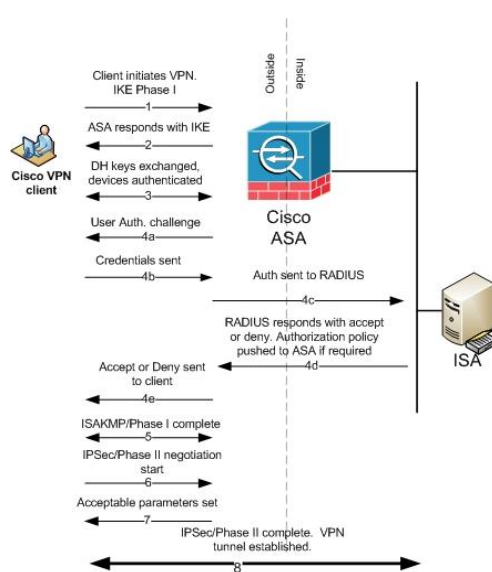 Outside
Inside
Client initiates VPN.
IKE Phase I
1
ASA responds with IKE
2
Cisco VPN
client
DH keys exchanged,
devices authenticated
3
Cisco
ASA
User Auth. challenge
4a
Credentials sent
4b
Auth sent to RADIUS
4c
RADIUS responds with accept
or deny. Authorization policy
pushed to ASA if required
4d
ISA
Accept or Deny sent
to client
4e
ISAKMP/Phase I complete
5
IPSec/Phase II negotiation
start
6
Acceptable parameters set
7
IPSec/Phase II complete. VPN
tunnel established.
8